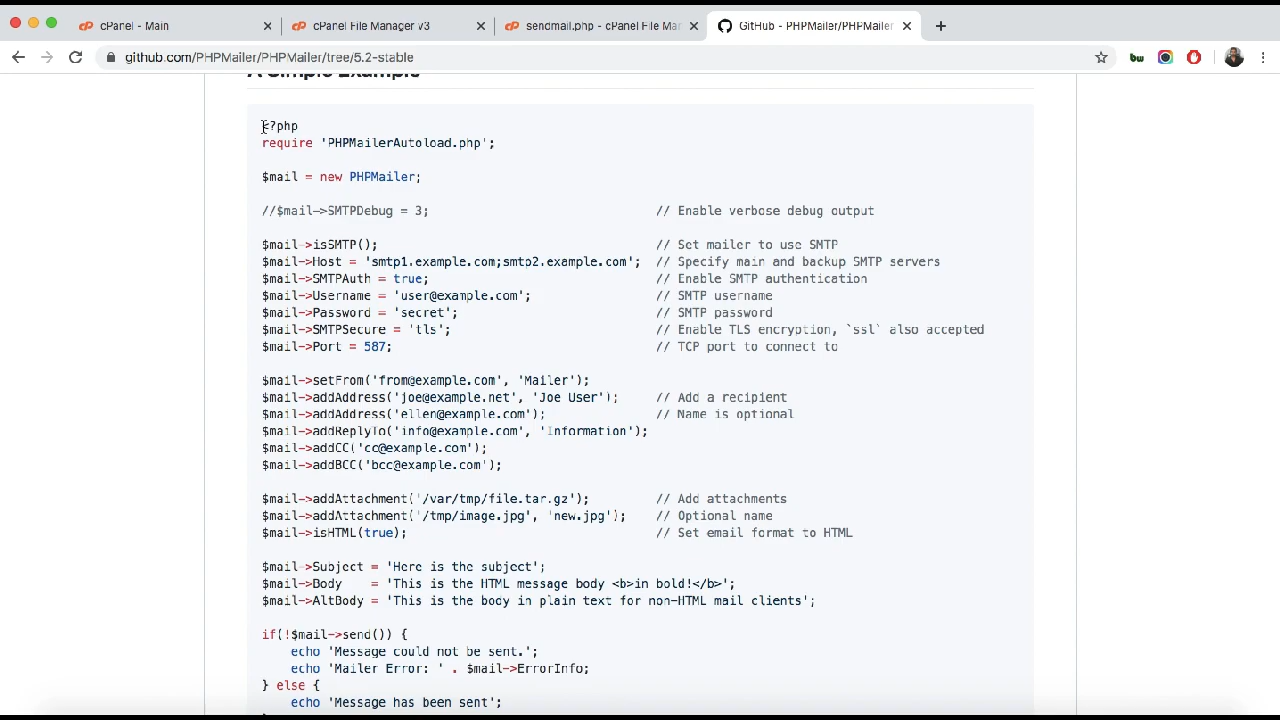 cPanel - Main
cPanel File Manager v3
sendmail.php - cPanel File Mar
GitHub - PHPMailer/PHPMailer
github.com/PHPMailer/PHPMailer/tree/5.2-stable
A Simple Example
<?php
require 'PHPMailerAutoload.php';
$mail = new PHPMailer;
//$mail->SMTPDebug = 3; // Enable verbose debug output
$mail->isSMTP(); // Set mailer to use SMTP
$mail->Host = 'smtp1.example.com;smtp2.example.com'; // Specify main and backup SMTP servers
$mail->SMTPAuth = true; // Enable SMTP authentication
$mail->Username = 'user@example.com'; // SMTP username
$mail->Password = 'secret'; // SMTP password
$mail->SMTPSecure = 'tls'; // Enable TLS encryption, `ssl` also accepted
$mail->Port = 587; // TCP port to connect to
$mail->setFrom('from@example.com', 'Mailer');
$mail->addAddress('joe@example.net', 'Joe User'); // Add a recipient
$mail->addAddress('ellen@example.com'); // Name is optional
$mail->addReplyTo('info@example.com', 'Information');
$mail->addCC('cc@example.com');
$mail->addBCC('bcc@example.com');
$mail->addAttachment('/var/tmp/file.tar.gz'); // Add attachments
$mail->addAttachment('/tmp/image.jpg', 'new.jpg'); // Optional name
$mail->isHTML(true); // Set email format to HTML
$mail->Subject = 'Here is the subject';
$mail->Body = 'This is the HTML message body <b>in bold!</b>';
$mail->AltBody = 'This is the body in plain text for non-HTML mail clients';
if(!$mail->send()) {
echo 'Message could not be sent.';
echo 'Mailer Error: ' . $mail->ErrorInfo;
} else {
echo 'Message has been sent';